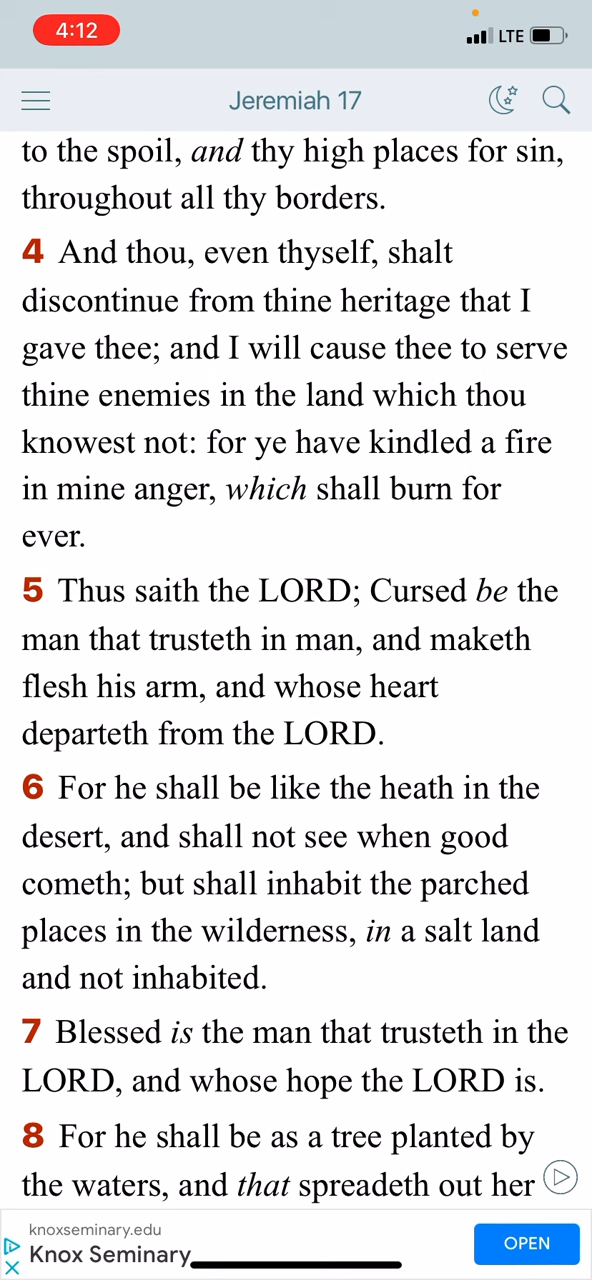 4:12
LTE
Jeremiah 17
to the spoil, and thy high places for sin,
throughout all thy borders.
4 And thou, even thyself, shalt
discontinue from thine heritage that I
gave thee; and I will cause thee to serve
thine enemies in the land which thou
knowest not: for ye have kindled a fire
in mine anger, which shall burn for
ever.
5 Thus saith the LORD; Cursed be the
man that trusteth in man, and maketh
flesh his arm, and whose heart
departeth from the LORD.
6 For he shall be like the heath in the
desert, and shall not see when good
cometh; but shall inhabit the parched
places in the wilderness, in a salt land
and not inhabited.
7 Blessed is the man that trusteth in the
LORD, and whose hope the LORD is.
8 For he shall be as a tree planted by
the waters, and that spreadeth out her
knoxseminary.edu
Knox Seminary
OPEN